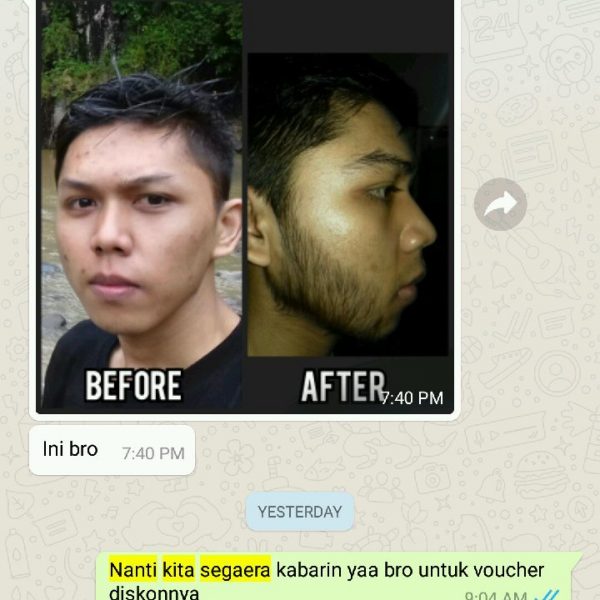 BEFORE
AFTER
7:40 PM
Ini bro 7:40 PM
YESTERDAY
Nanti kita segaera kabarin yaa bro untuk voucher
diskonnya 9:04 AM